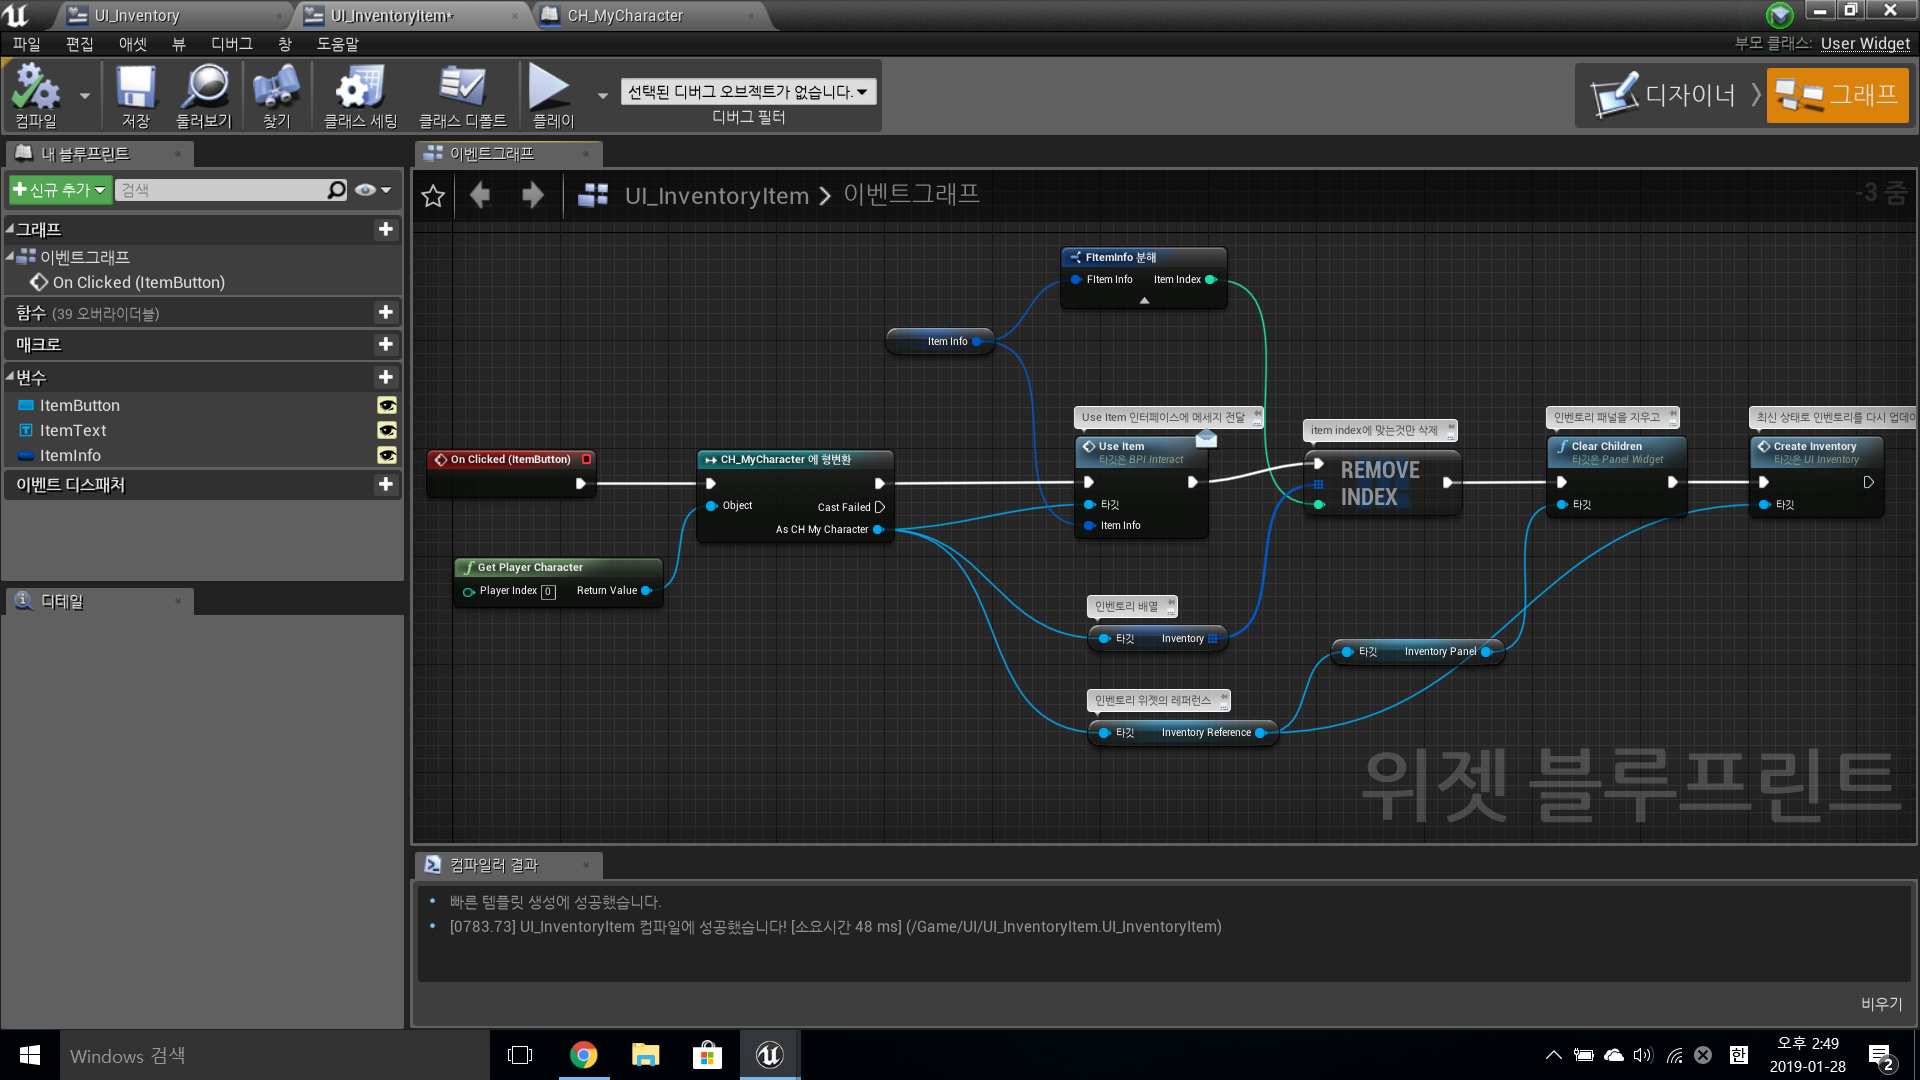 UI_Inventory
UI_InventoryItem*
CH_MyCharacter
파일 편집 애셋 뷰 디버그 창 도움말
부모 클래스: User Widget
컴파일
저장
둘러보기
찾기
클래스 세팅
클래스 디폴트
플레이
선택된 디버그 오브젝트가 없습니다.
디버그 필터
디자이너
그래프
내 블루프린트
신규 추가
검색
그래프
이벤트그래프
On Clicked (ItemButton)
함수 (39 오버라이더블)
매크로
변수
ItemButton
ItemText
ItemInfo
이벤트 디스패처
디테일
이벤트그래프
UI_InventoryItem > 이벤트그래프
-3 줌
FItemInfo 분해
FItem Info Item Index
Item Info
Use Item 인터페이스에 메세지 전달
Use Item
타깃은 BPI Interact
타깃
Item Info
item index에 맞는것만 삭제
REMOVE
INDEX
인벤토리 패널을 지우고
Clear Children
타깃은 Panel Widget
타깃
최신 상태로 인벤토리를 다시 업데이
Create Inventory
타깃은 UI Inventory
타깃
On Clicked (ItemButton)
CH_MyCharacter 에 형변환
Object
Cast Failed
As CH My Character
Get Player Character
Player Index 0 Return Value
인벤토리 배열
타깃 Inventory
타깃 Inventory Panel
인벤토리 위젯의 레퍼런스
타깃 Inventory Reference
위젯 블루프린트
컴파일러 결과
빠른 템플릿 생성에 성공했습니다.
[0783.73] UI_InventoryItem 컴파일에 성공했습니다! [소요시간 48 ms] (/Game/UI/UI_InventoryItem.UI_InventoryItem)
비우기
Windows 검색
한
오후 2:49
2019-01-28
2